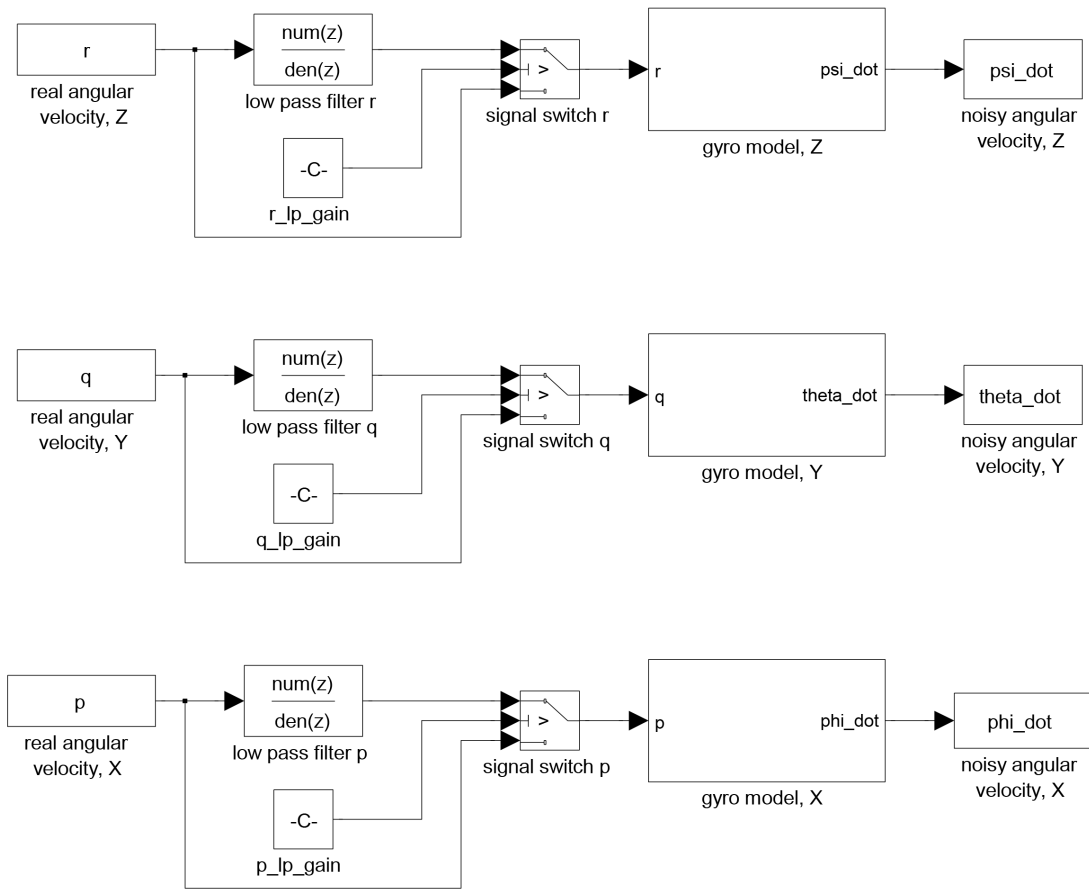 r
real angular
velocity, Z
num(z)
den(z)
low pass filter r
-C-
r_lp_gain
>
signal switch r
r
psi_dot
gyro model, Z
psi_dot
noisy angular
velocity, Z
q
real angular
velocity, Y
num(z)
den(z)
low pass filter q
-C-
q_lp_gain
>
signal switch q
q
theta_dot
gyro model, Y
theta_dot
noisy angular
velocity, Y
p
real angular
velocity, X
num(z)
den(z)
low pass filter p
-C-
p_lp_gain
>
signal switch p
p
phi_dot
gyro model, X
phi_dot
noisy angular
velocity, X